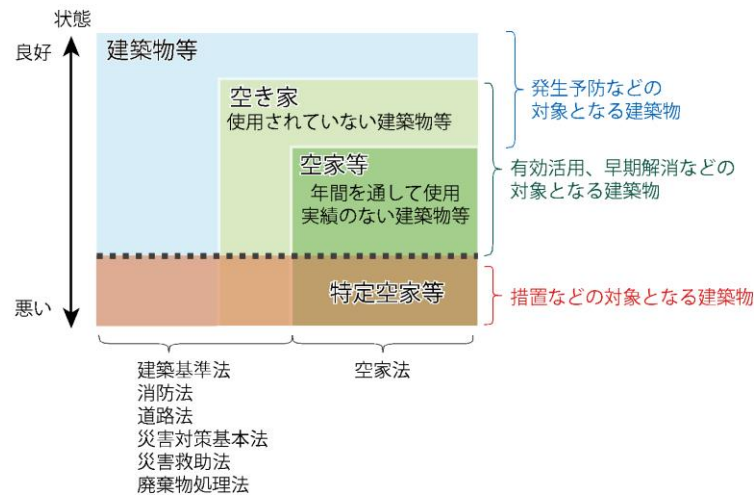 状態
良好
建築物等
空き家
使用されていない建築物等
空家等
年間を通して使用
実績のない建築物等
発生予防などの
対象となる建築物
有効活用、早期解消などの
対象となる建築物
悪い
特定空家等
措置などの対象となる建築物
建築基準法
消防法
道路法
災害対策基本法
災害救助法
廃棄物処理法
空家法